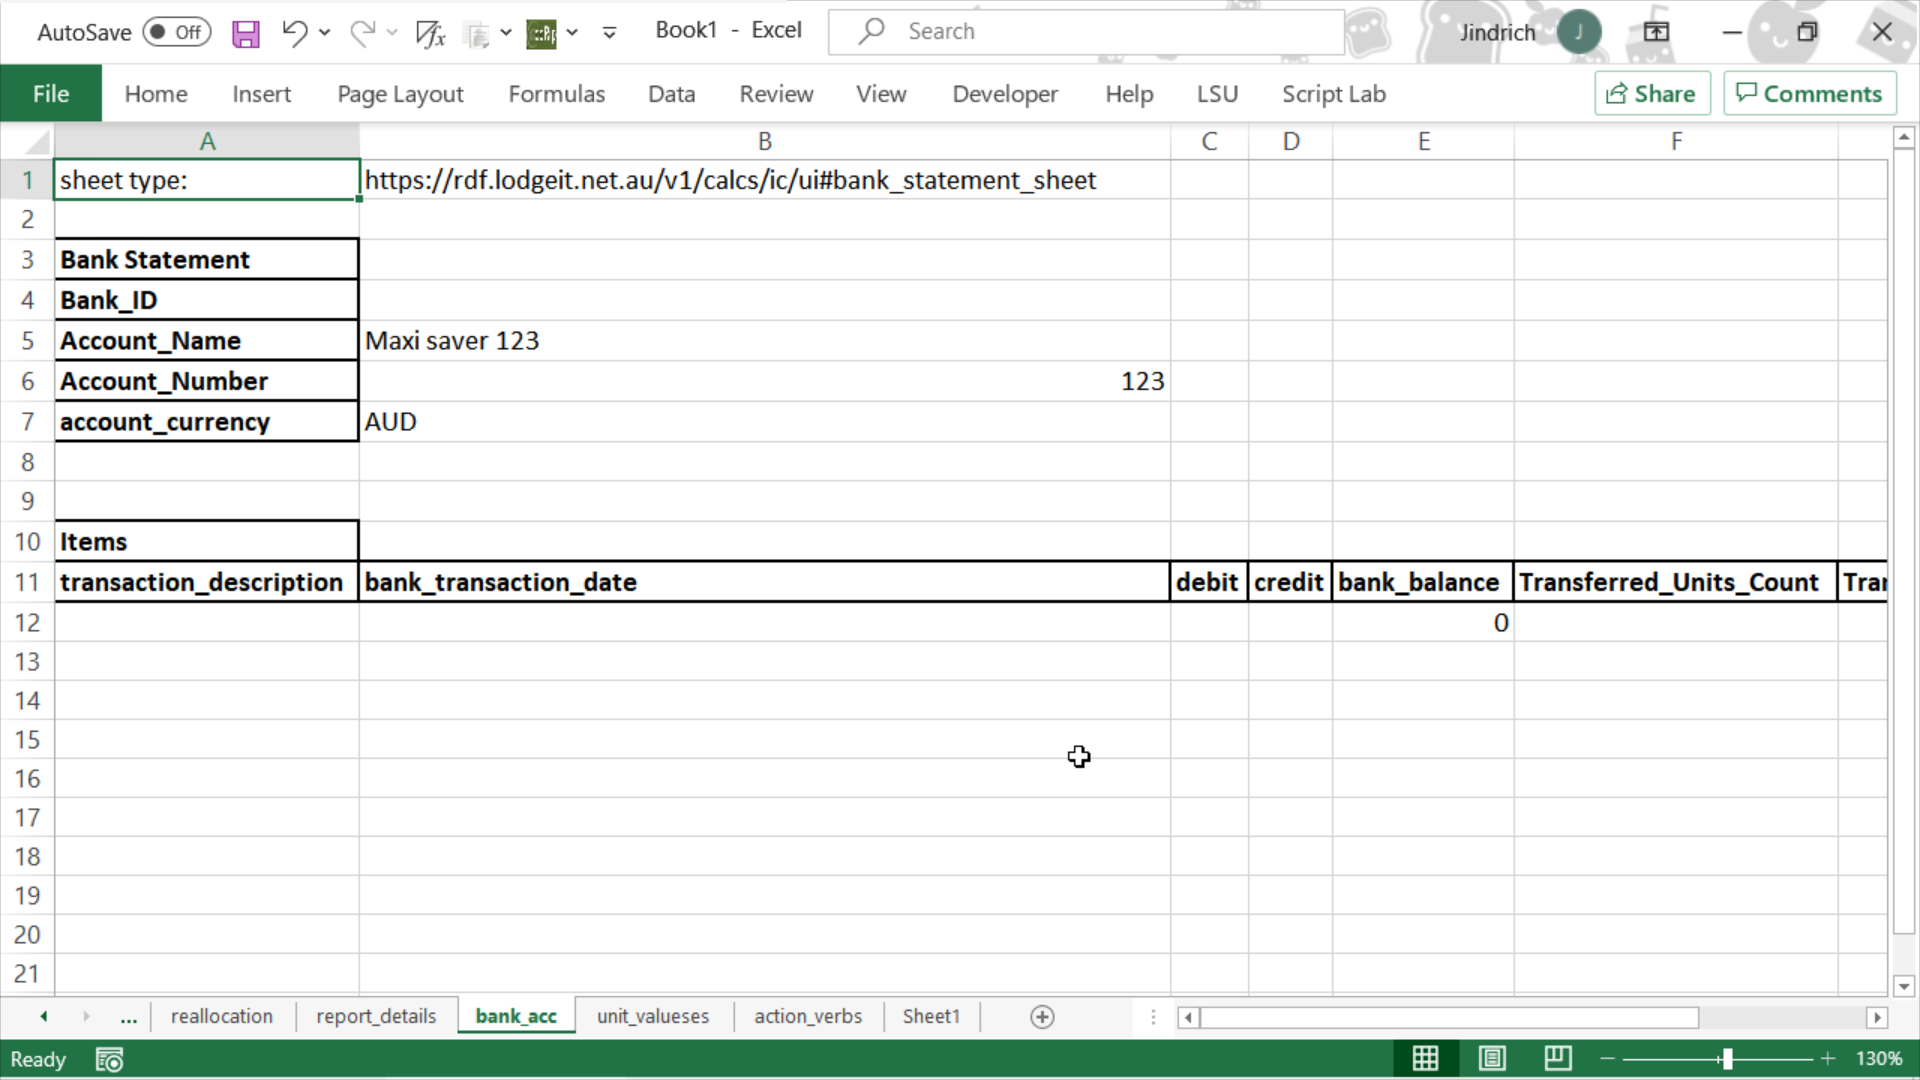 AutoSave Off Book1 - Excel Search Jindrich J
File Home Insert Page Layout Formulas Data Review View Developer Help LSU Script Lab Share Comments
A B C D E F
1 sheet type: https://rdf.lodgeit.net.au/v1/calcs/ic/ui#bank_statement_sheet
2
3 Bank Statement
4 Bank_ID
5 Account_Name Maxi saver 123
6 Account_Number 123
7 account_currency AUD
8
9
10 Items
11 transaction_description bank_transaction_date debit credit bank_balance Transferred_Units_Count Tran
12 0
13
14
15
16
17
18
19
20
21
... reallocation report_details bank_acc unit_valueses action_verbs Sheet1
Ready 130%